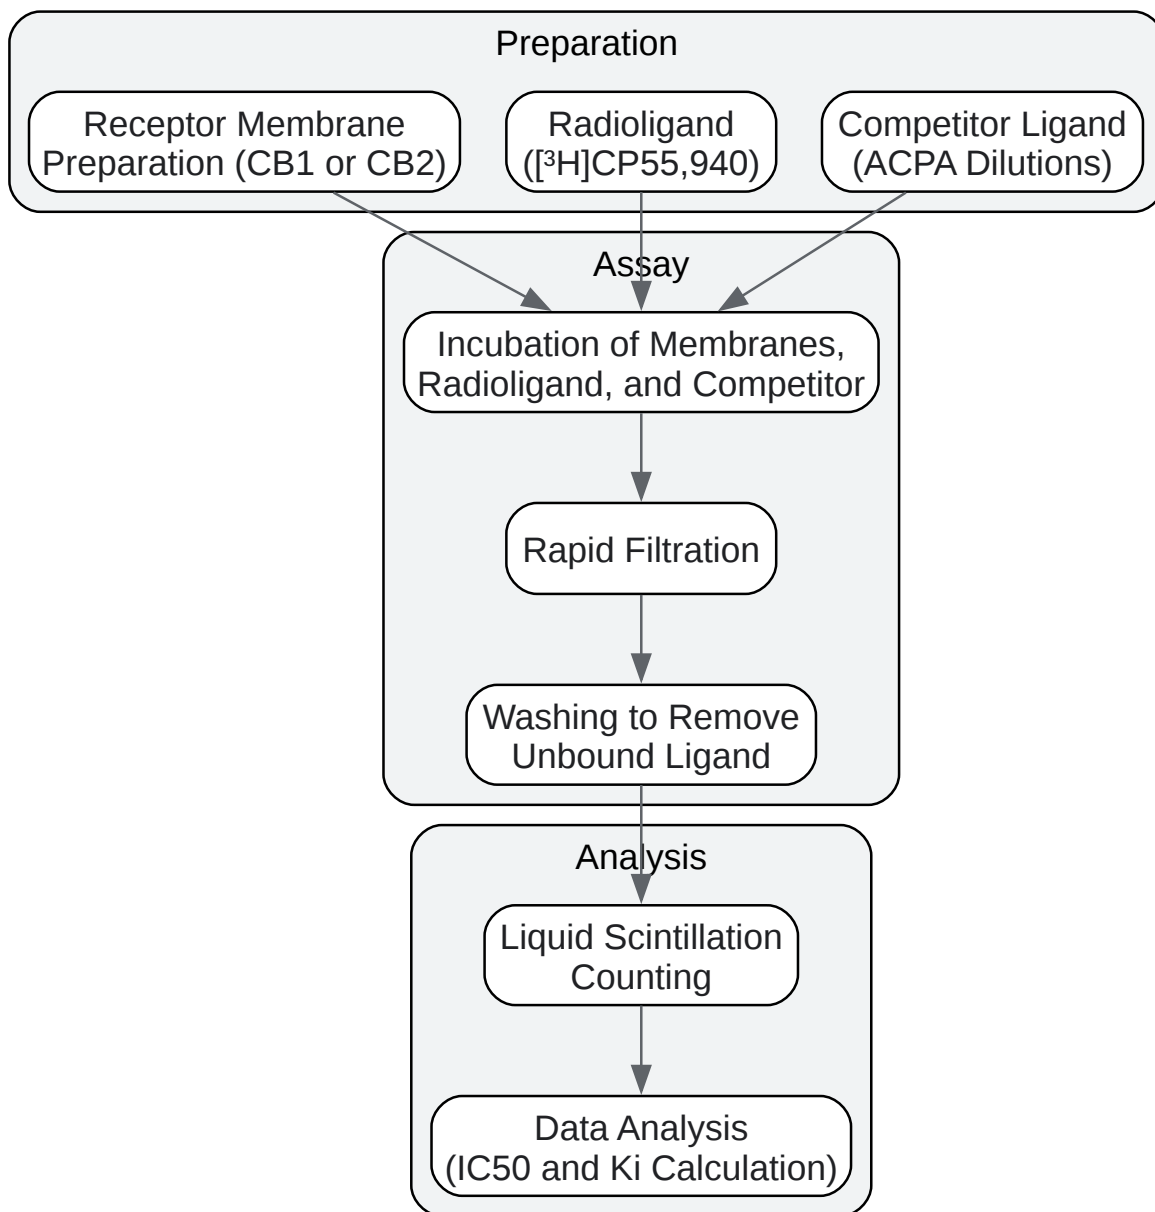 Preparation
Receptor Membrane
Preparation (CB1 or CB2)
Radioligand
([³H]CP55,940)
Competitor Ligand
(ACPA Dilutions)
Assay
Incubation of Membranes,
Radioligand, and Competitor
Rapid Filtration
Washing to Remove
Unbound Ligand
Analysis
Liquid Scintillation
Counting
Data Analysis
(IC50 and Ki Calculation)